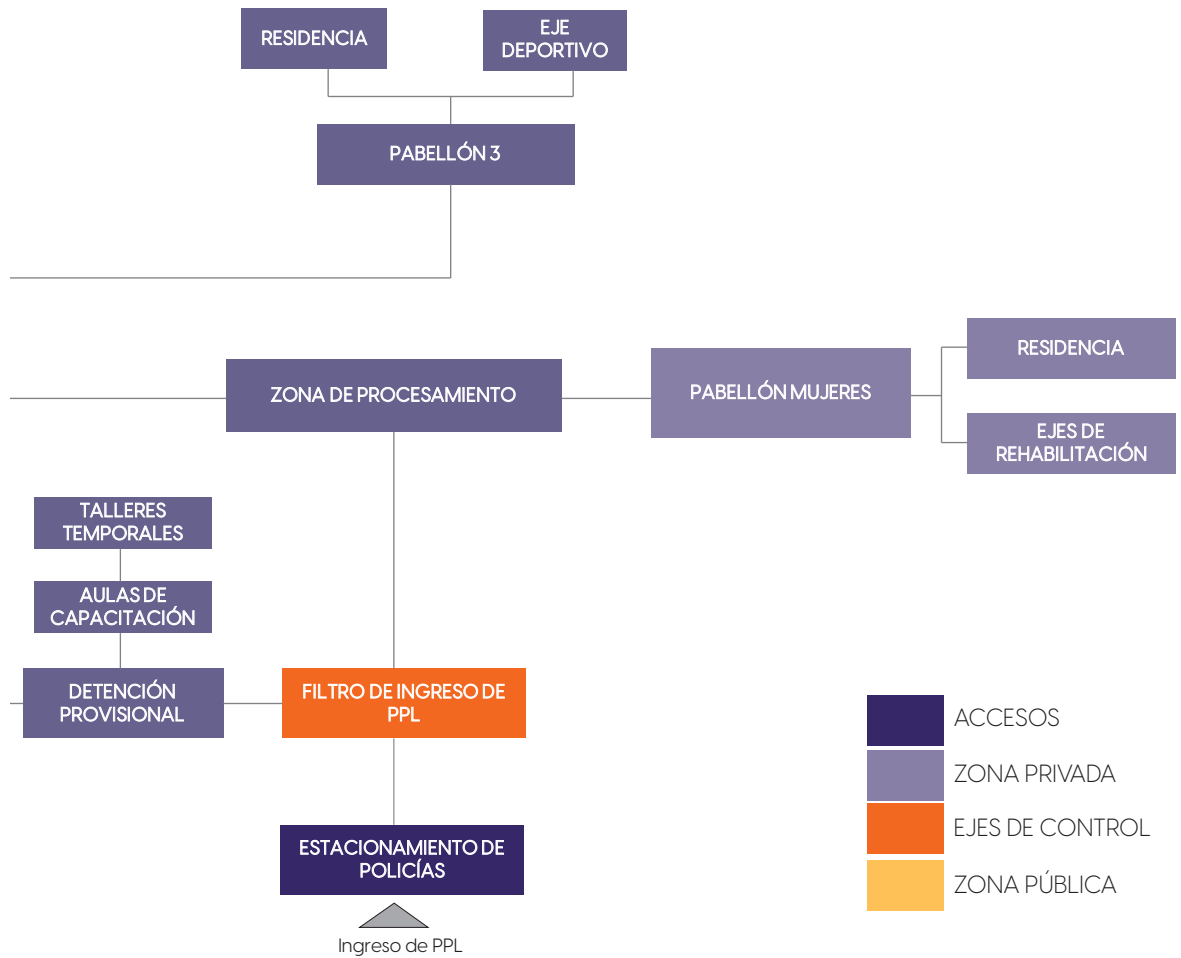 RESIDENCIA
EJE
DEPORTIVO
PABELLÓN 3
ZONA DE PROCESAMIENTO
PABELLÓN MUJERES
RESIDENCIA
EJES DE
REHABILITACIÓN
TALLERES
TEMPORALES
AULAS DE
CAPACITACIÓN
DETENCIÓN
PROVISIONAL
FILTRO DE INGRESO DE
PPL
ESTACIONAMIENTO DE
POLICÍAS
Ingreso de PPL
ACCESOS
ZONA PRIVADA
EJES DE CONTROL
ZONA PÚBLICA